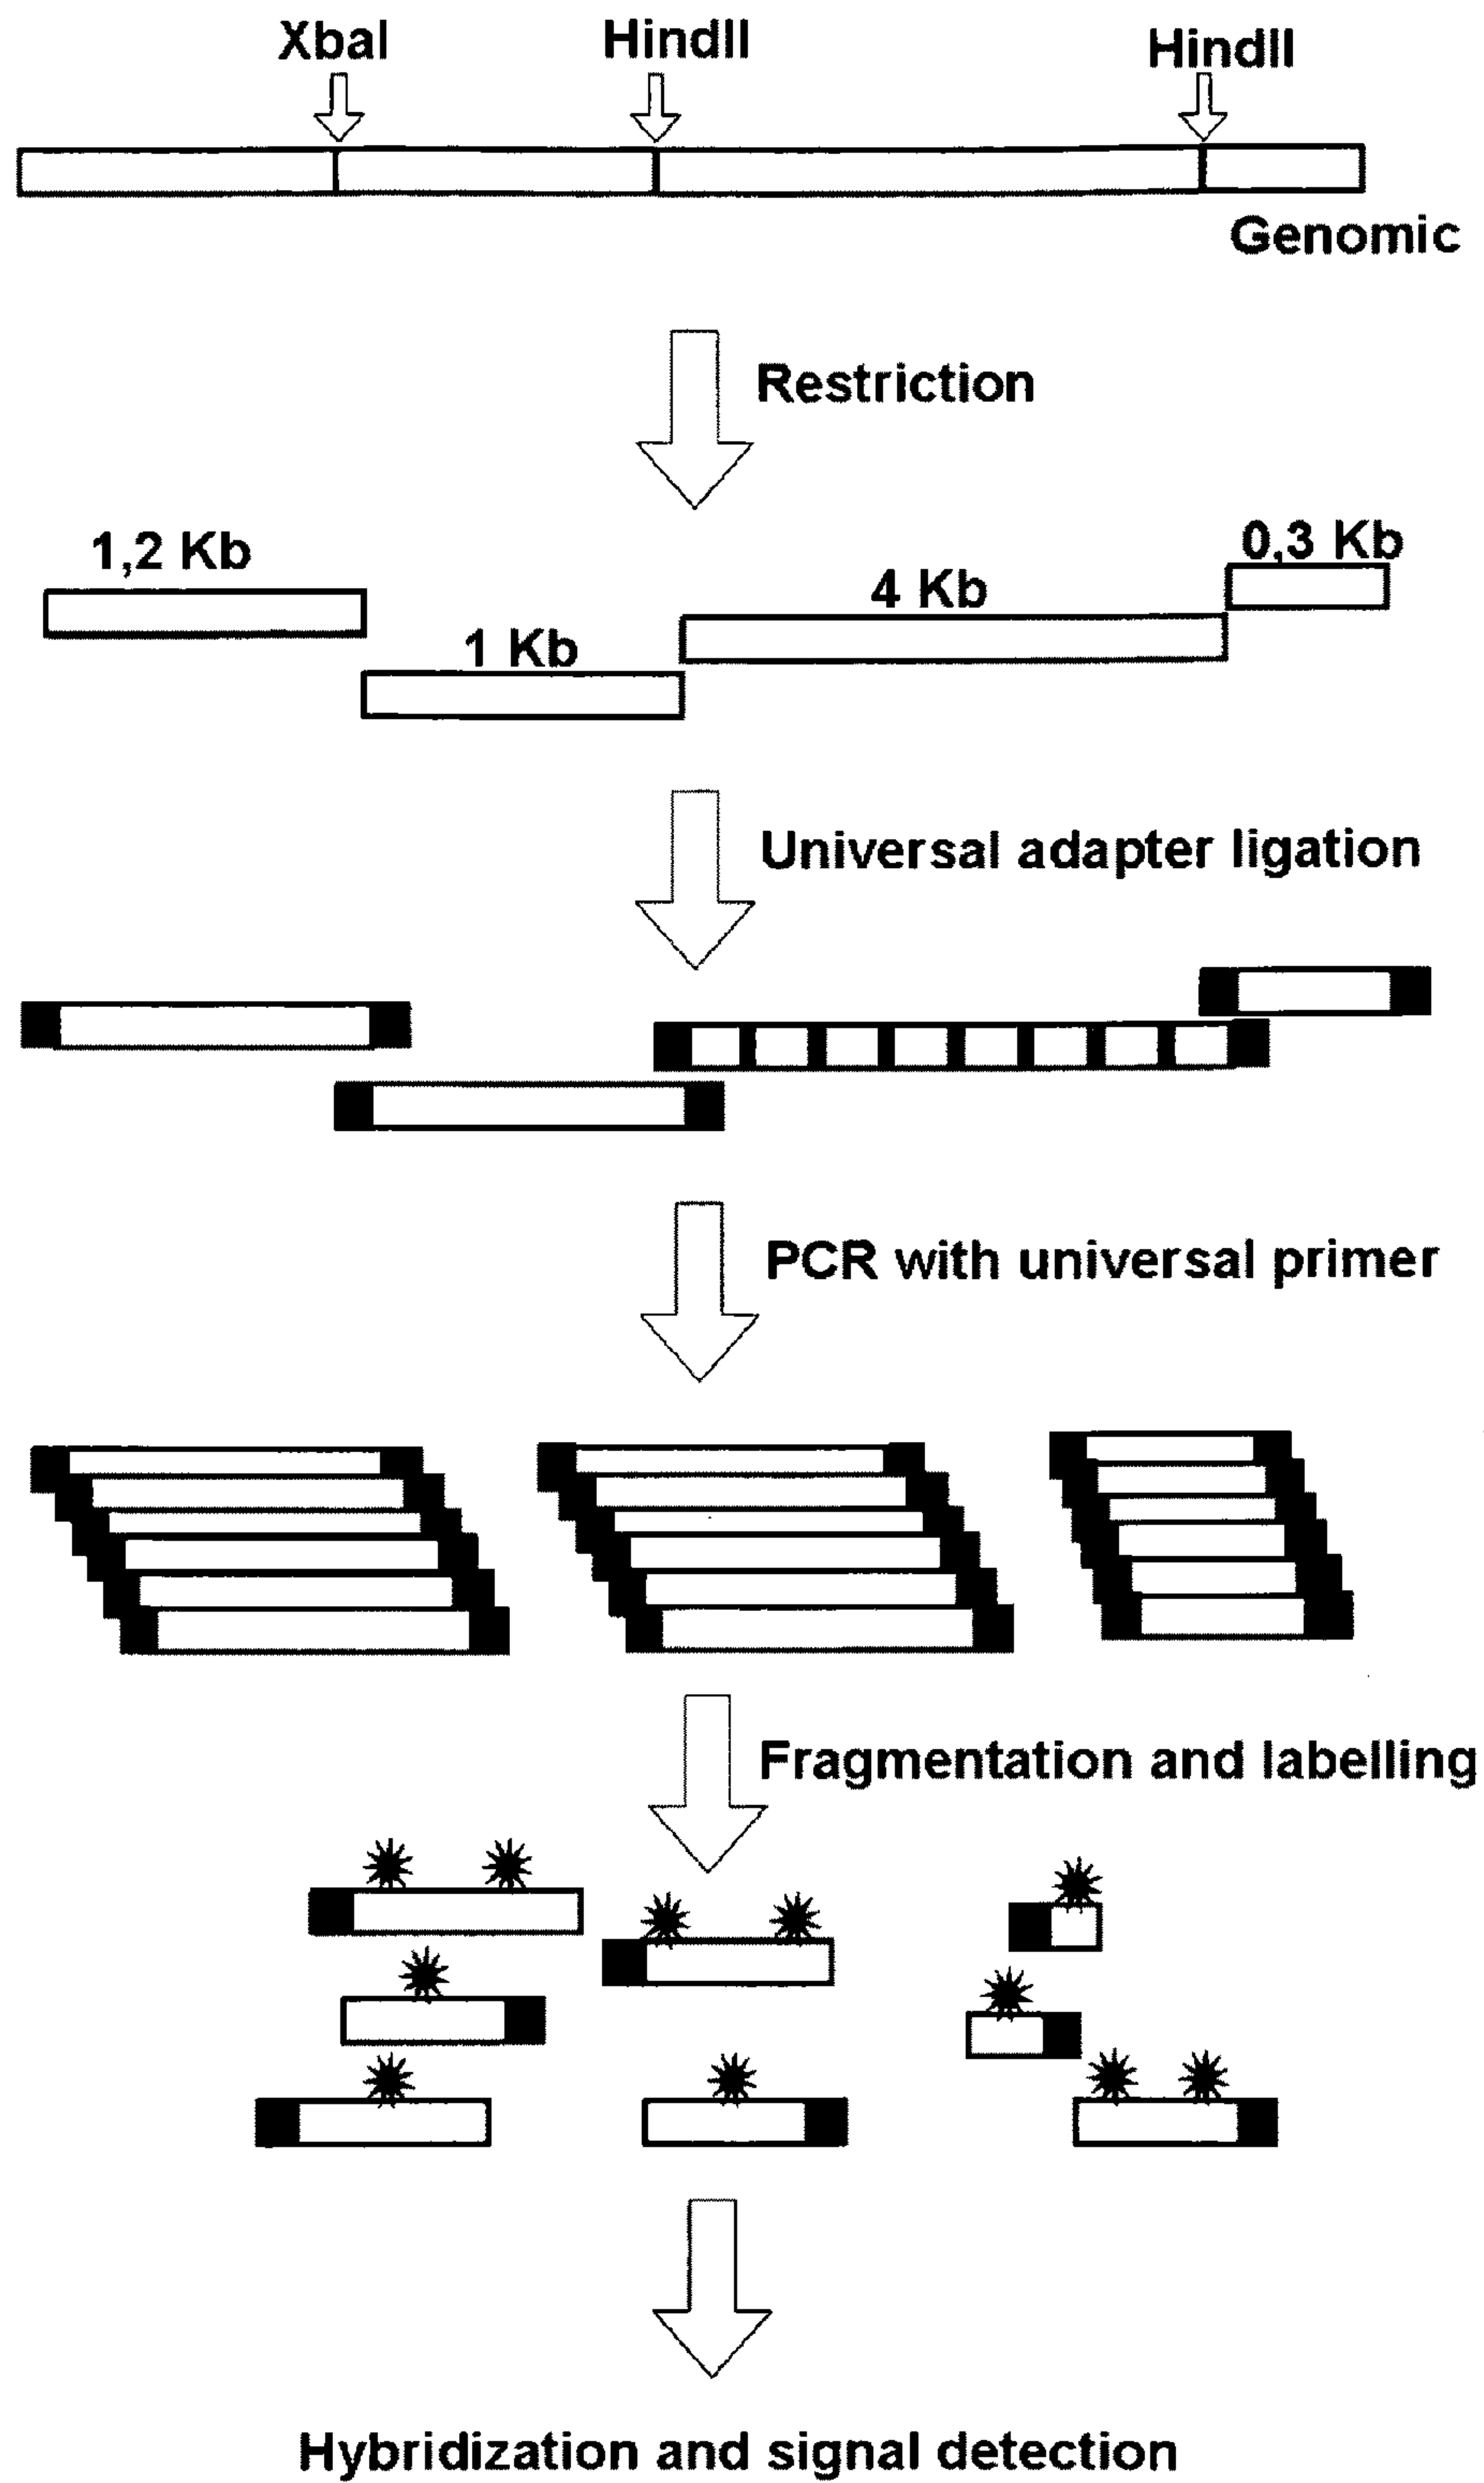 XbaI
HindII
HindII
Genomic
Restriction
1,2 Kb
0,3 Kb
4 Kb
1 Kb
Universal adapter ligation
PCR with universal primer
Fragmentation and labelling
Hybridization and signal detection